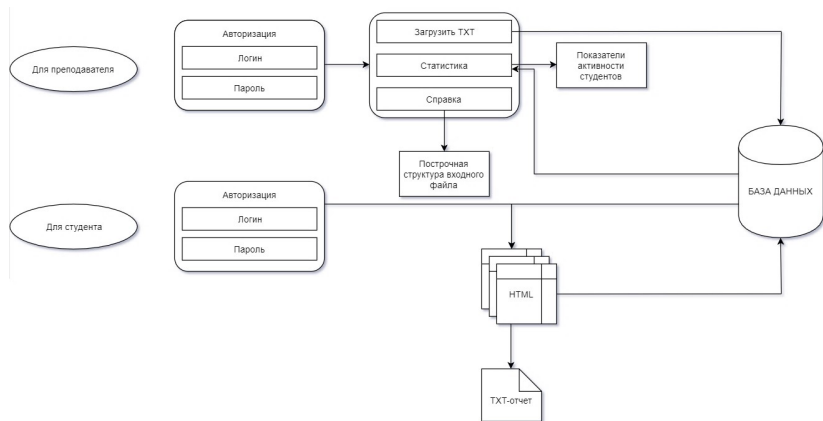 Для преподавателя
Авторизация
Логин
Пароль
Загрузить TXT
Статистика
Справка
Показатели
активности
студентов
Построчная
структура входного
файла
БАЗА ДАННЫХ
Для студента
Авторизация
Логин
Пароль
HTML
TXT-отчет